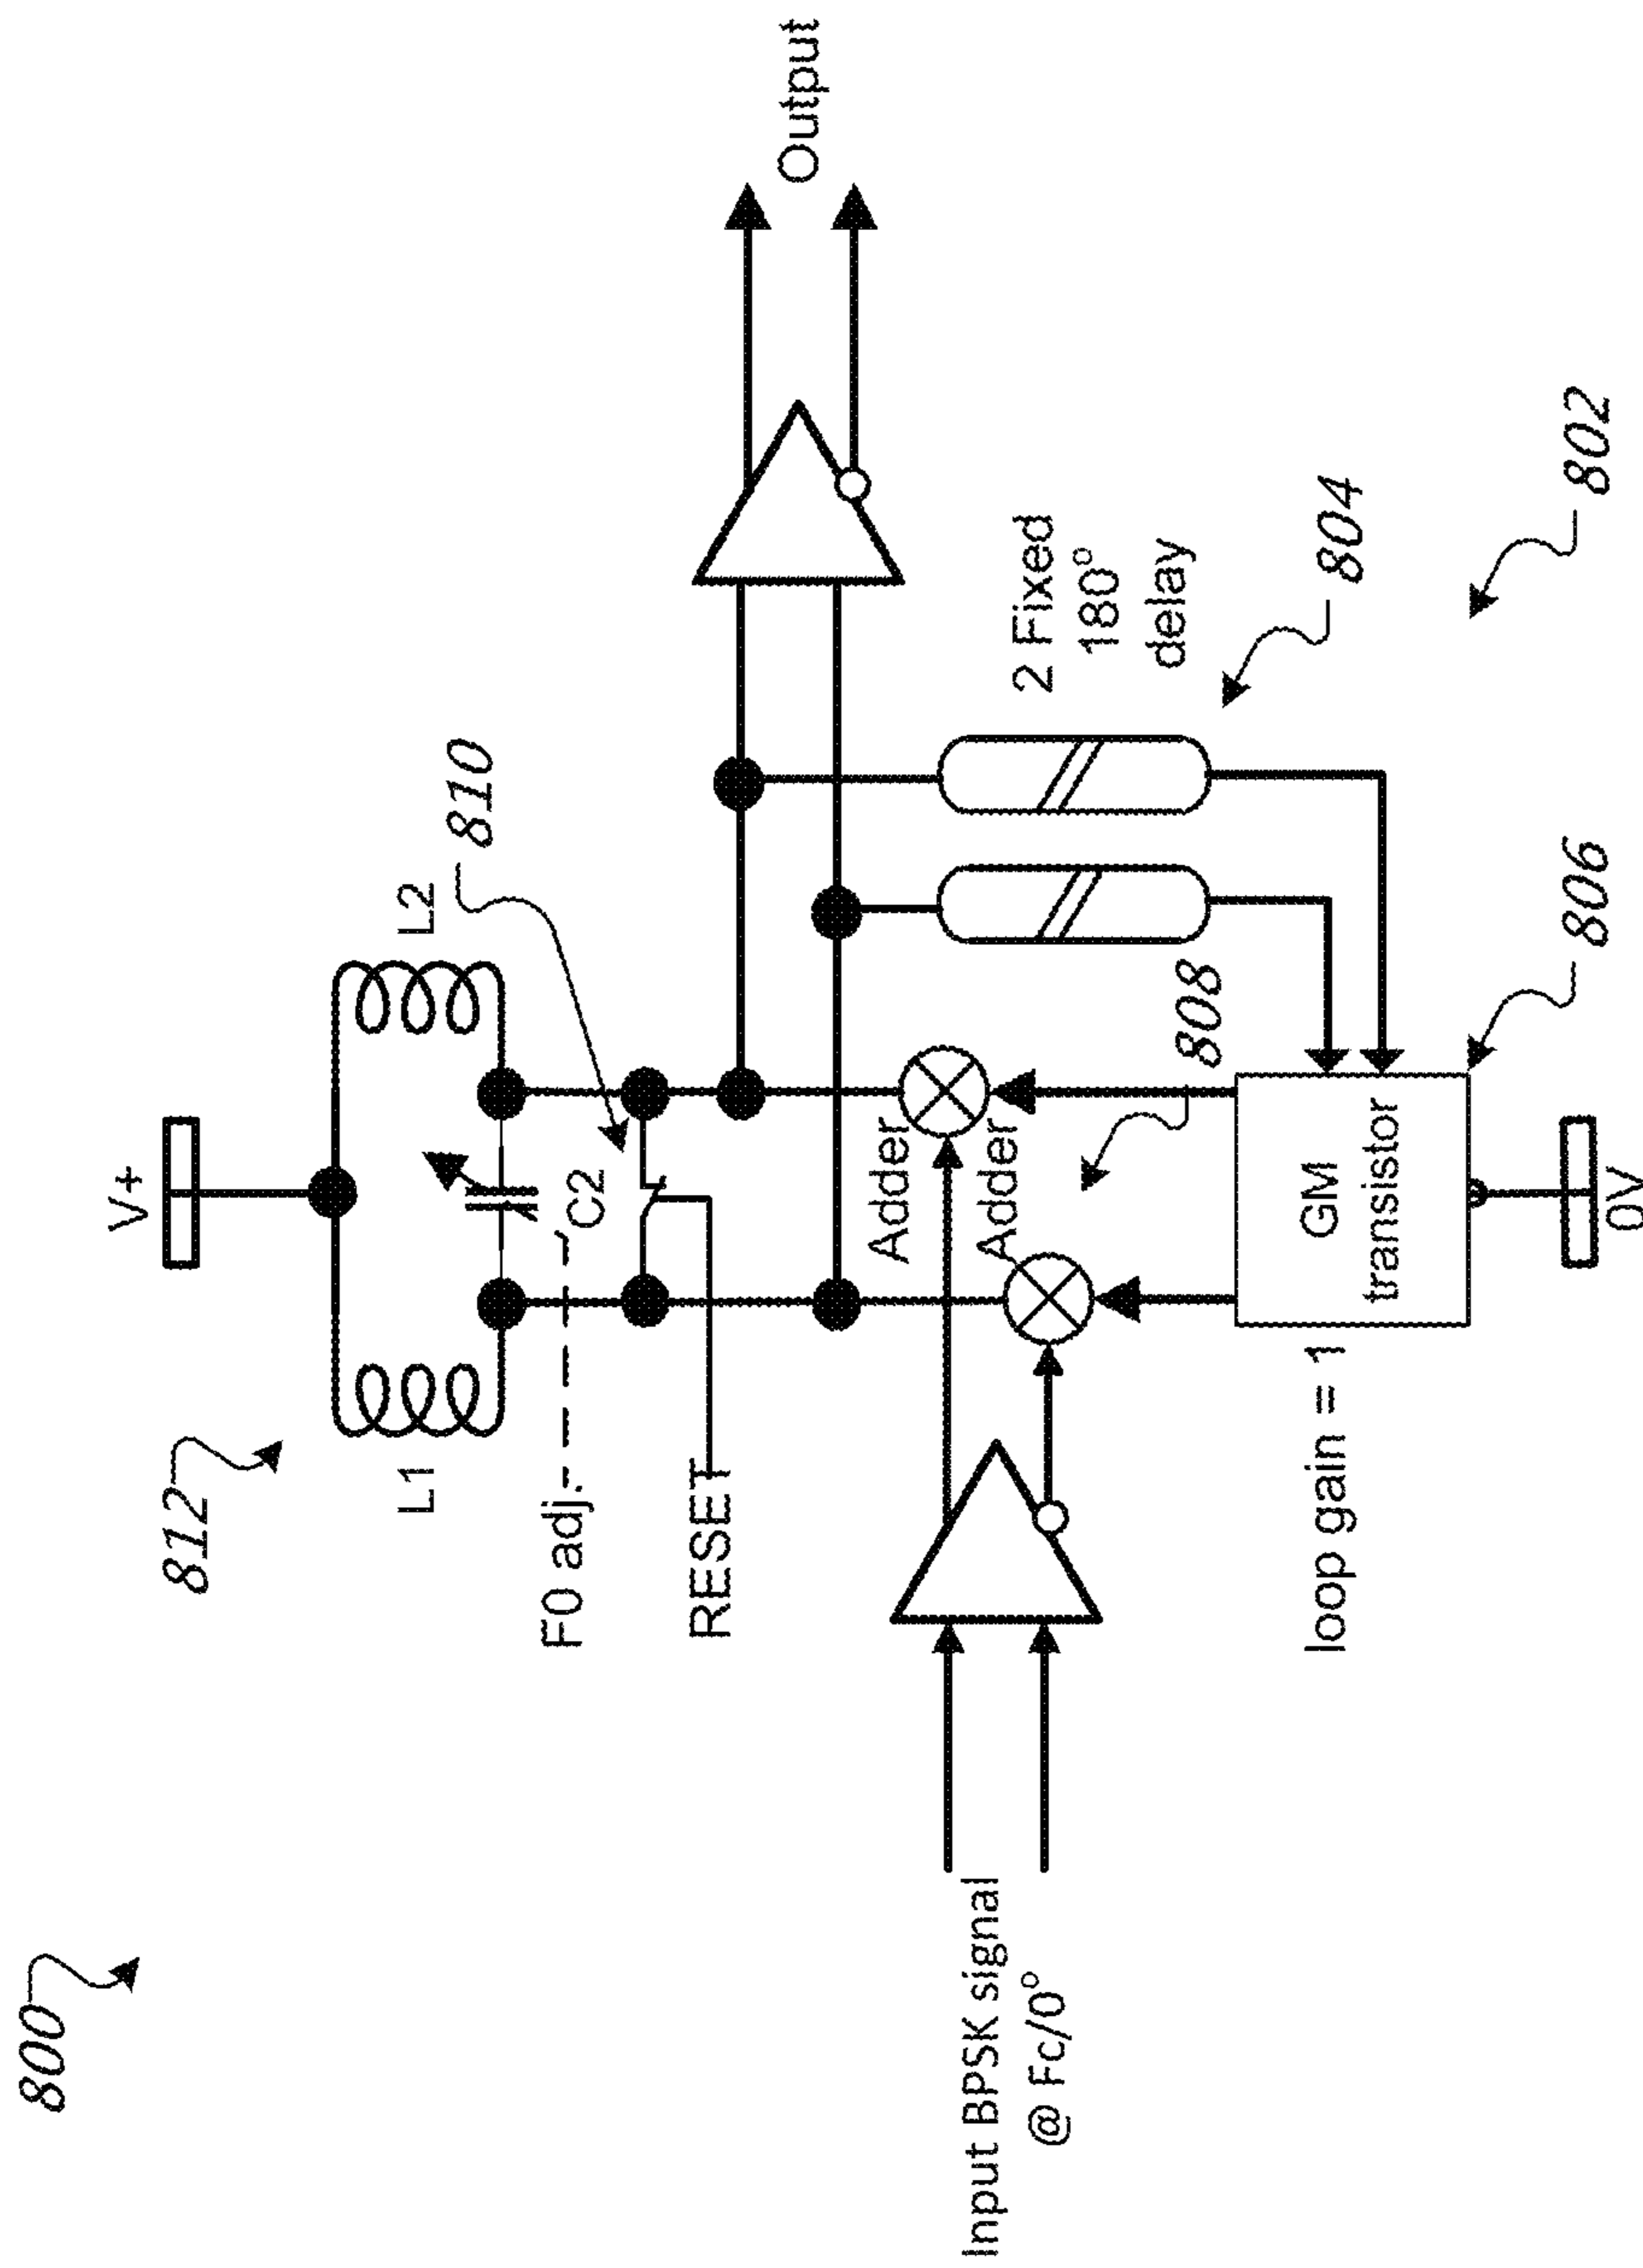 800
812
V+
L1
L2
810
C2
F0 adj.
RESET
Output
Adder
Adder
Input BPSK signal
@ Fc/0°
808
2 Fixed
180°
delay
804
GM
transistor
loop gain = 1
806
802
0V